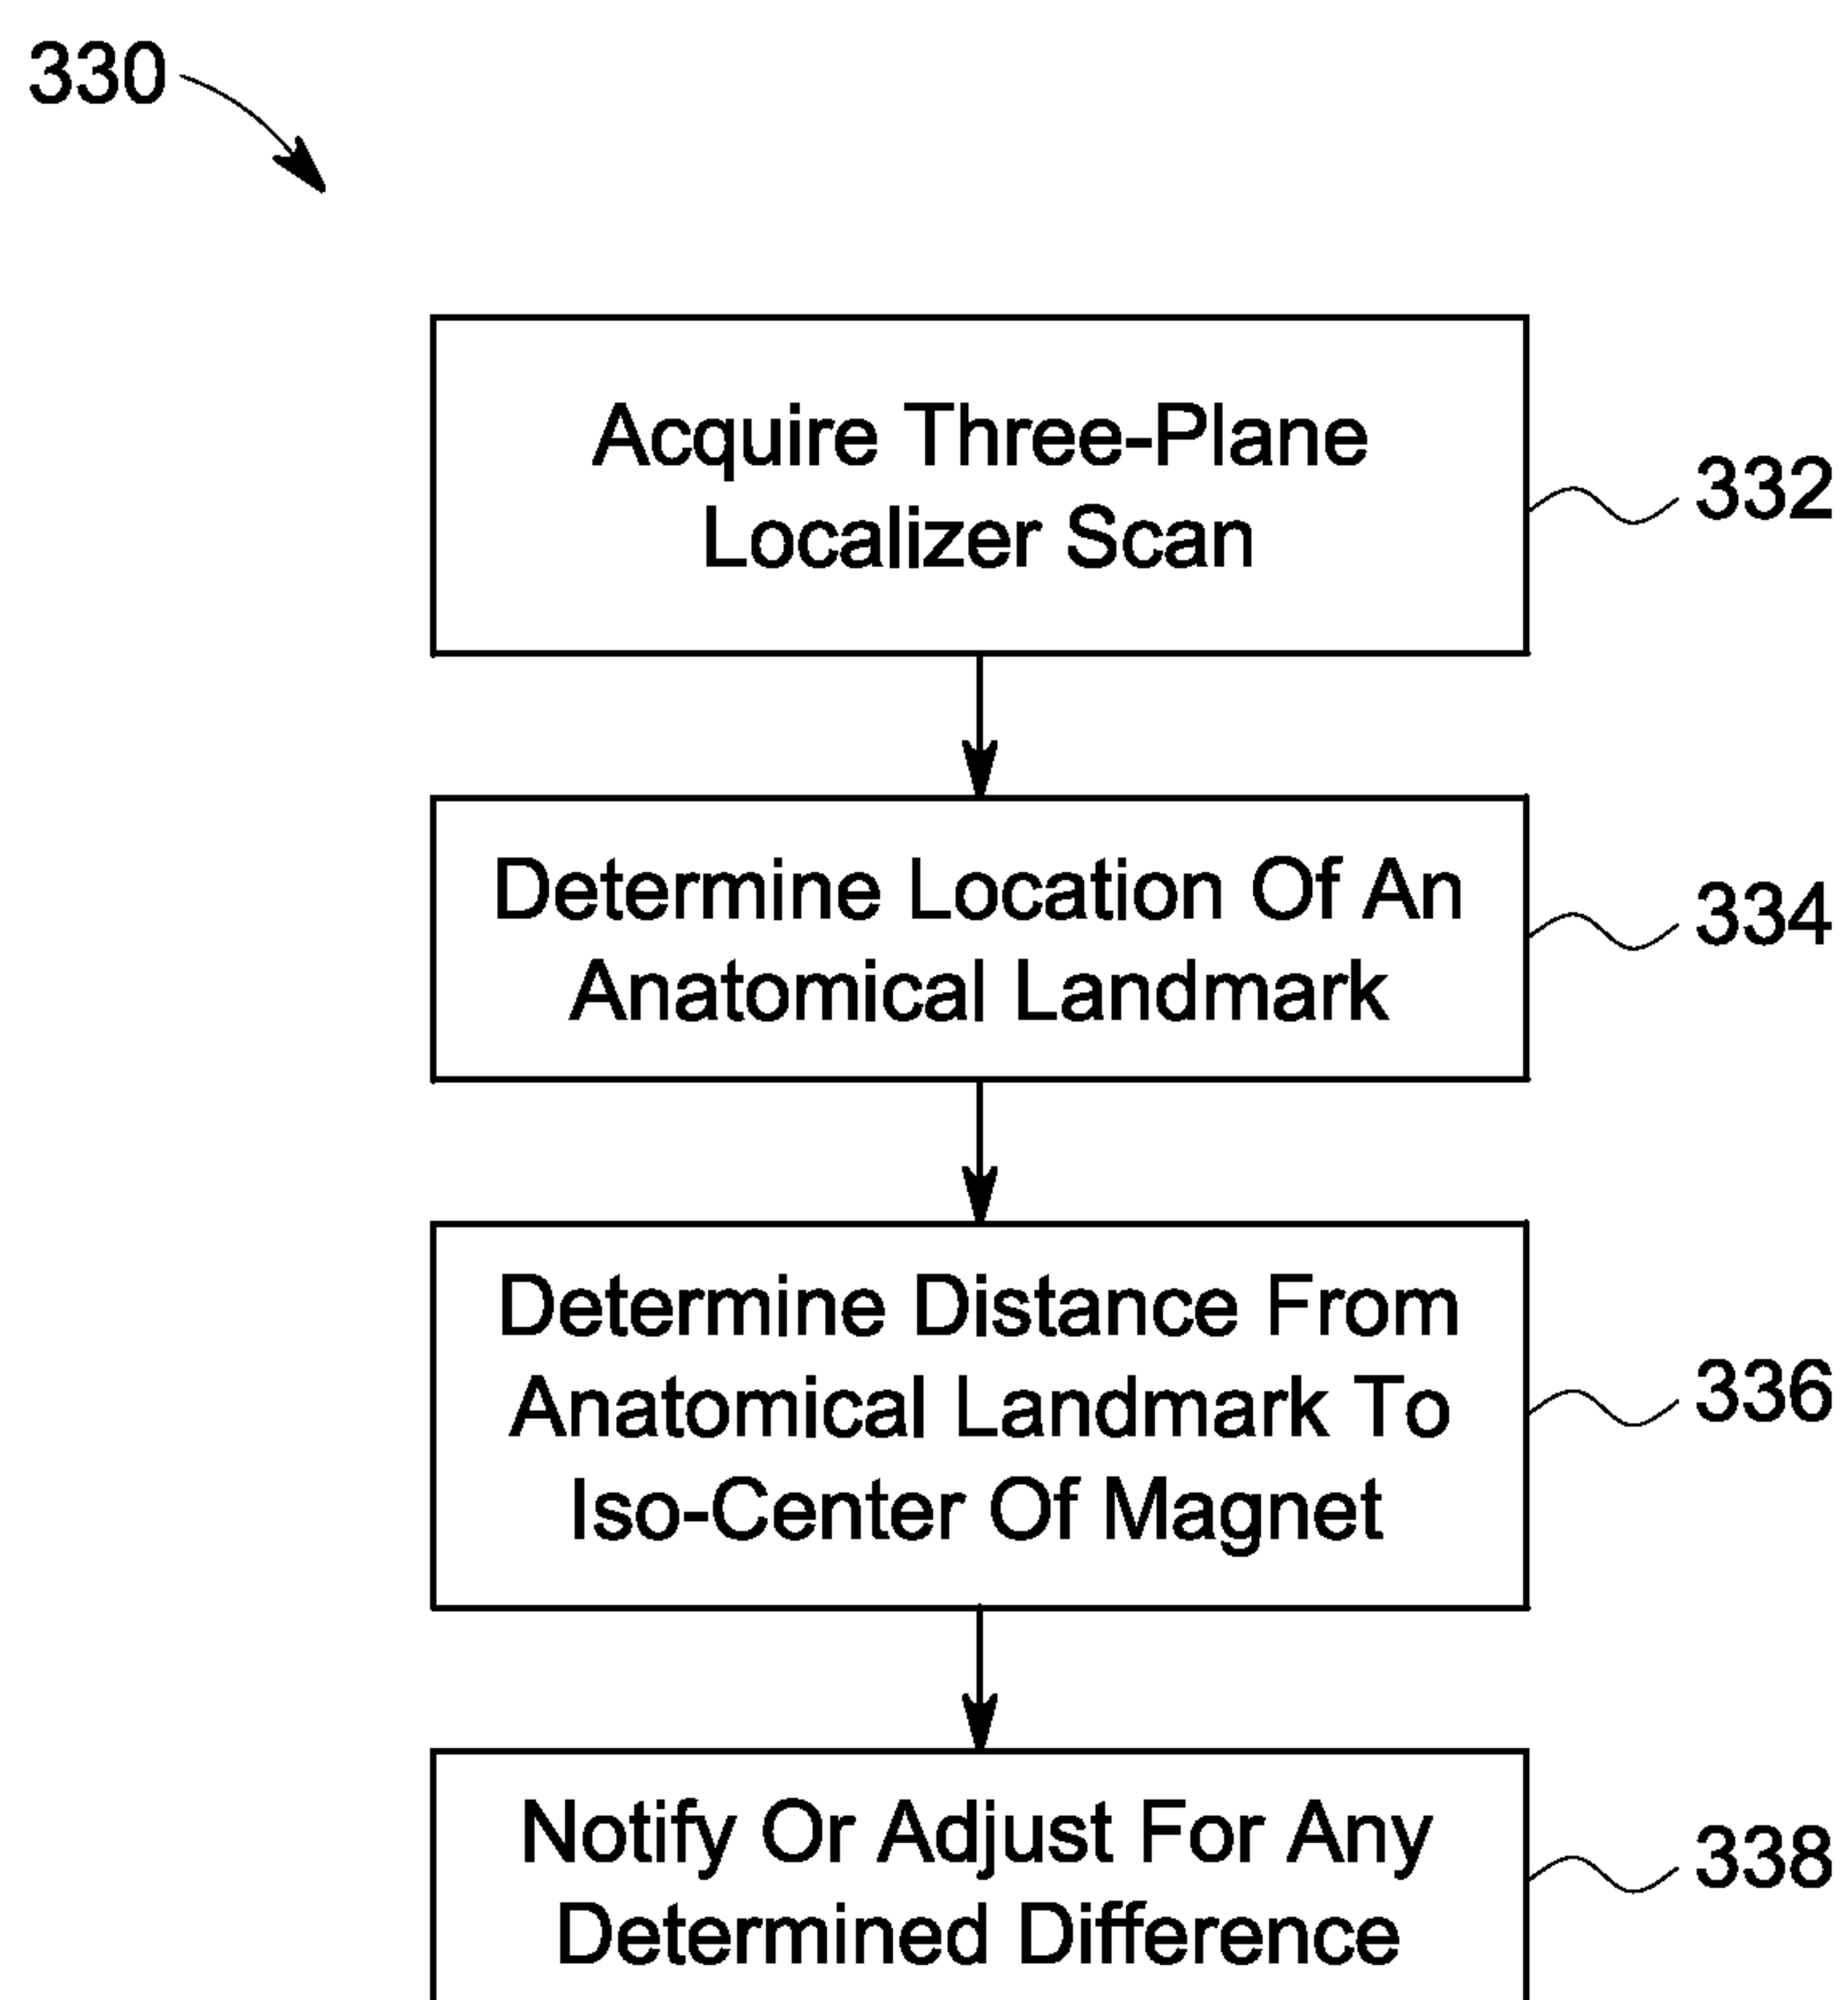 330
Acquire Three-Plane
Localizer Scan
332
Determine Location Of An
Anatomical Landmark
334
Determine Distance From
Anatomical Landmark To
Iso-Center Of Magnet
336
Notify Or Adjust For Any
Determined Difference
338